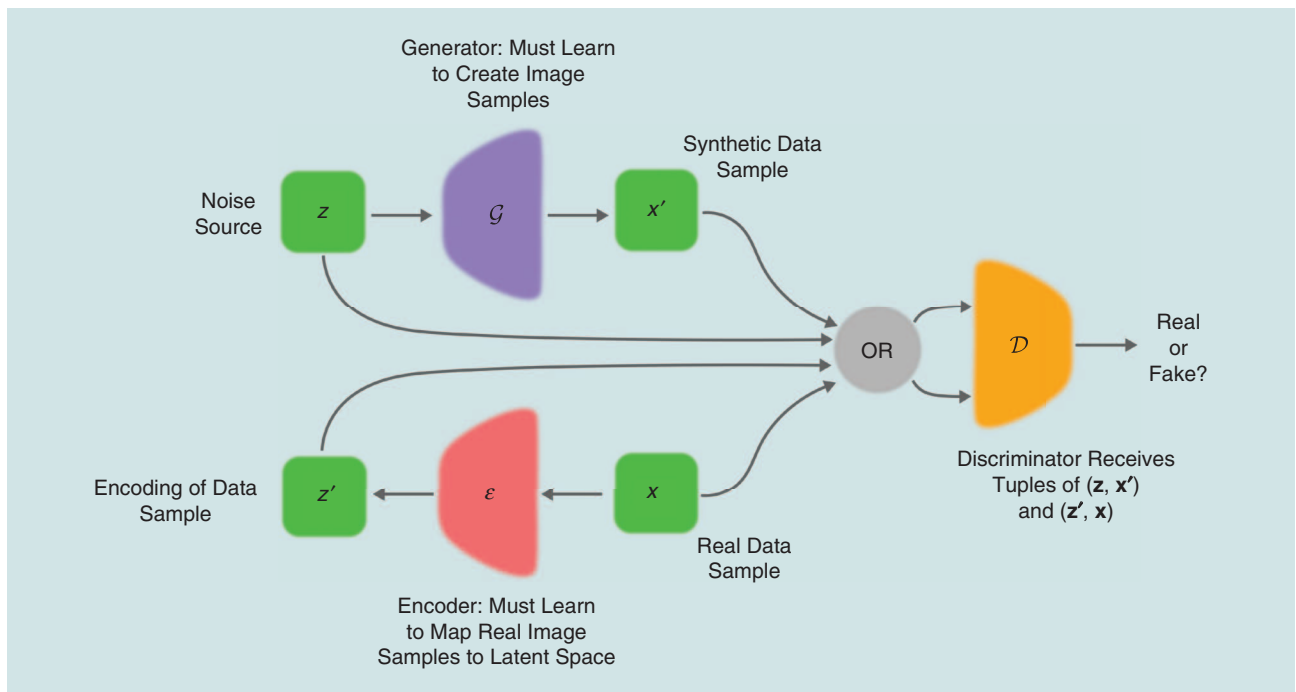 Generator: Must Learn
to Create Image
Samples
Synthetic Data
Sample
Noise
Source
z
𝒢
x′
OR
𝒟
Real
or
Fake?
Encoding of Data
Sample
z′
ε
x
Real Data
Sample
Discriminator Receives
Tuples of (z, x′)
and (z′, x)
Encoder: Must Learn
to Map Real Image
Samples to Latent Space